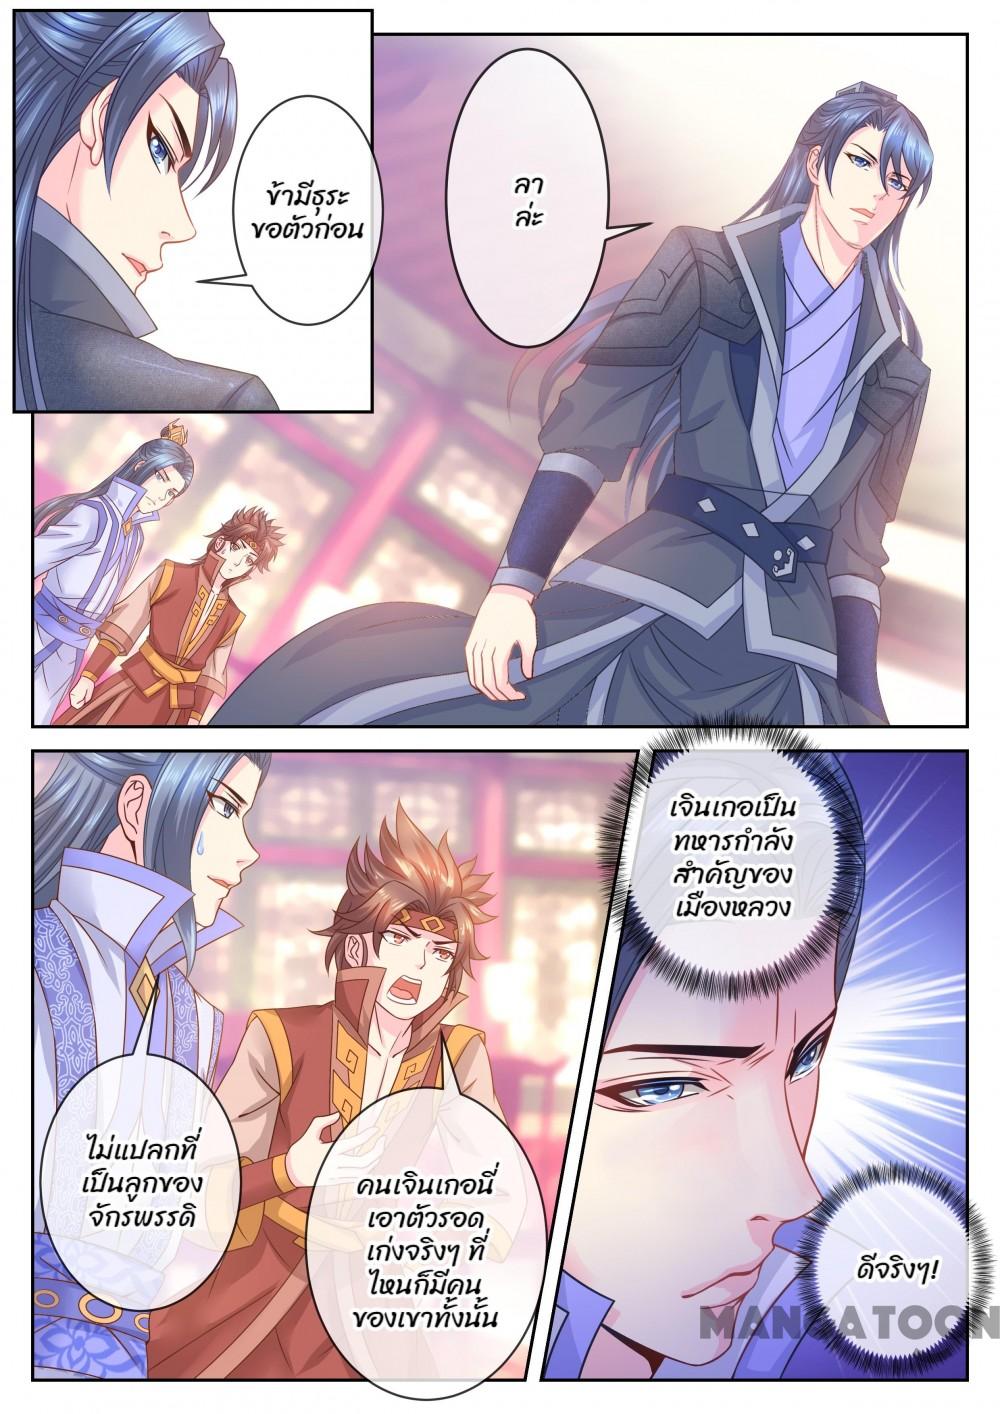 ข้ามีธุระ
ขอตัวก่อน
ลา
ล่ะ
เจินเกอเป็น
ทหารกำลัง
สำคัญของ
เมืองหลวง
ไม่แปลกที่
เป็นลูกของ
จักรพรรดิ
คนเจินเกอนี่
เอาตัวรอด
เก่งจริงๆ ที่
ไหนก็มีคน
ของเขาทั้งนั้น
ดีจริงๆ!
MANGATOON